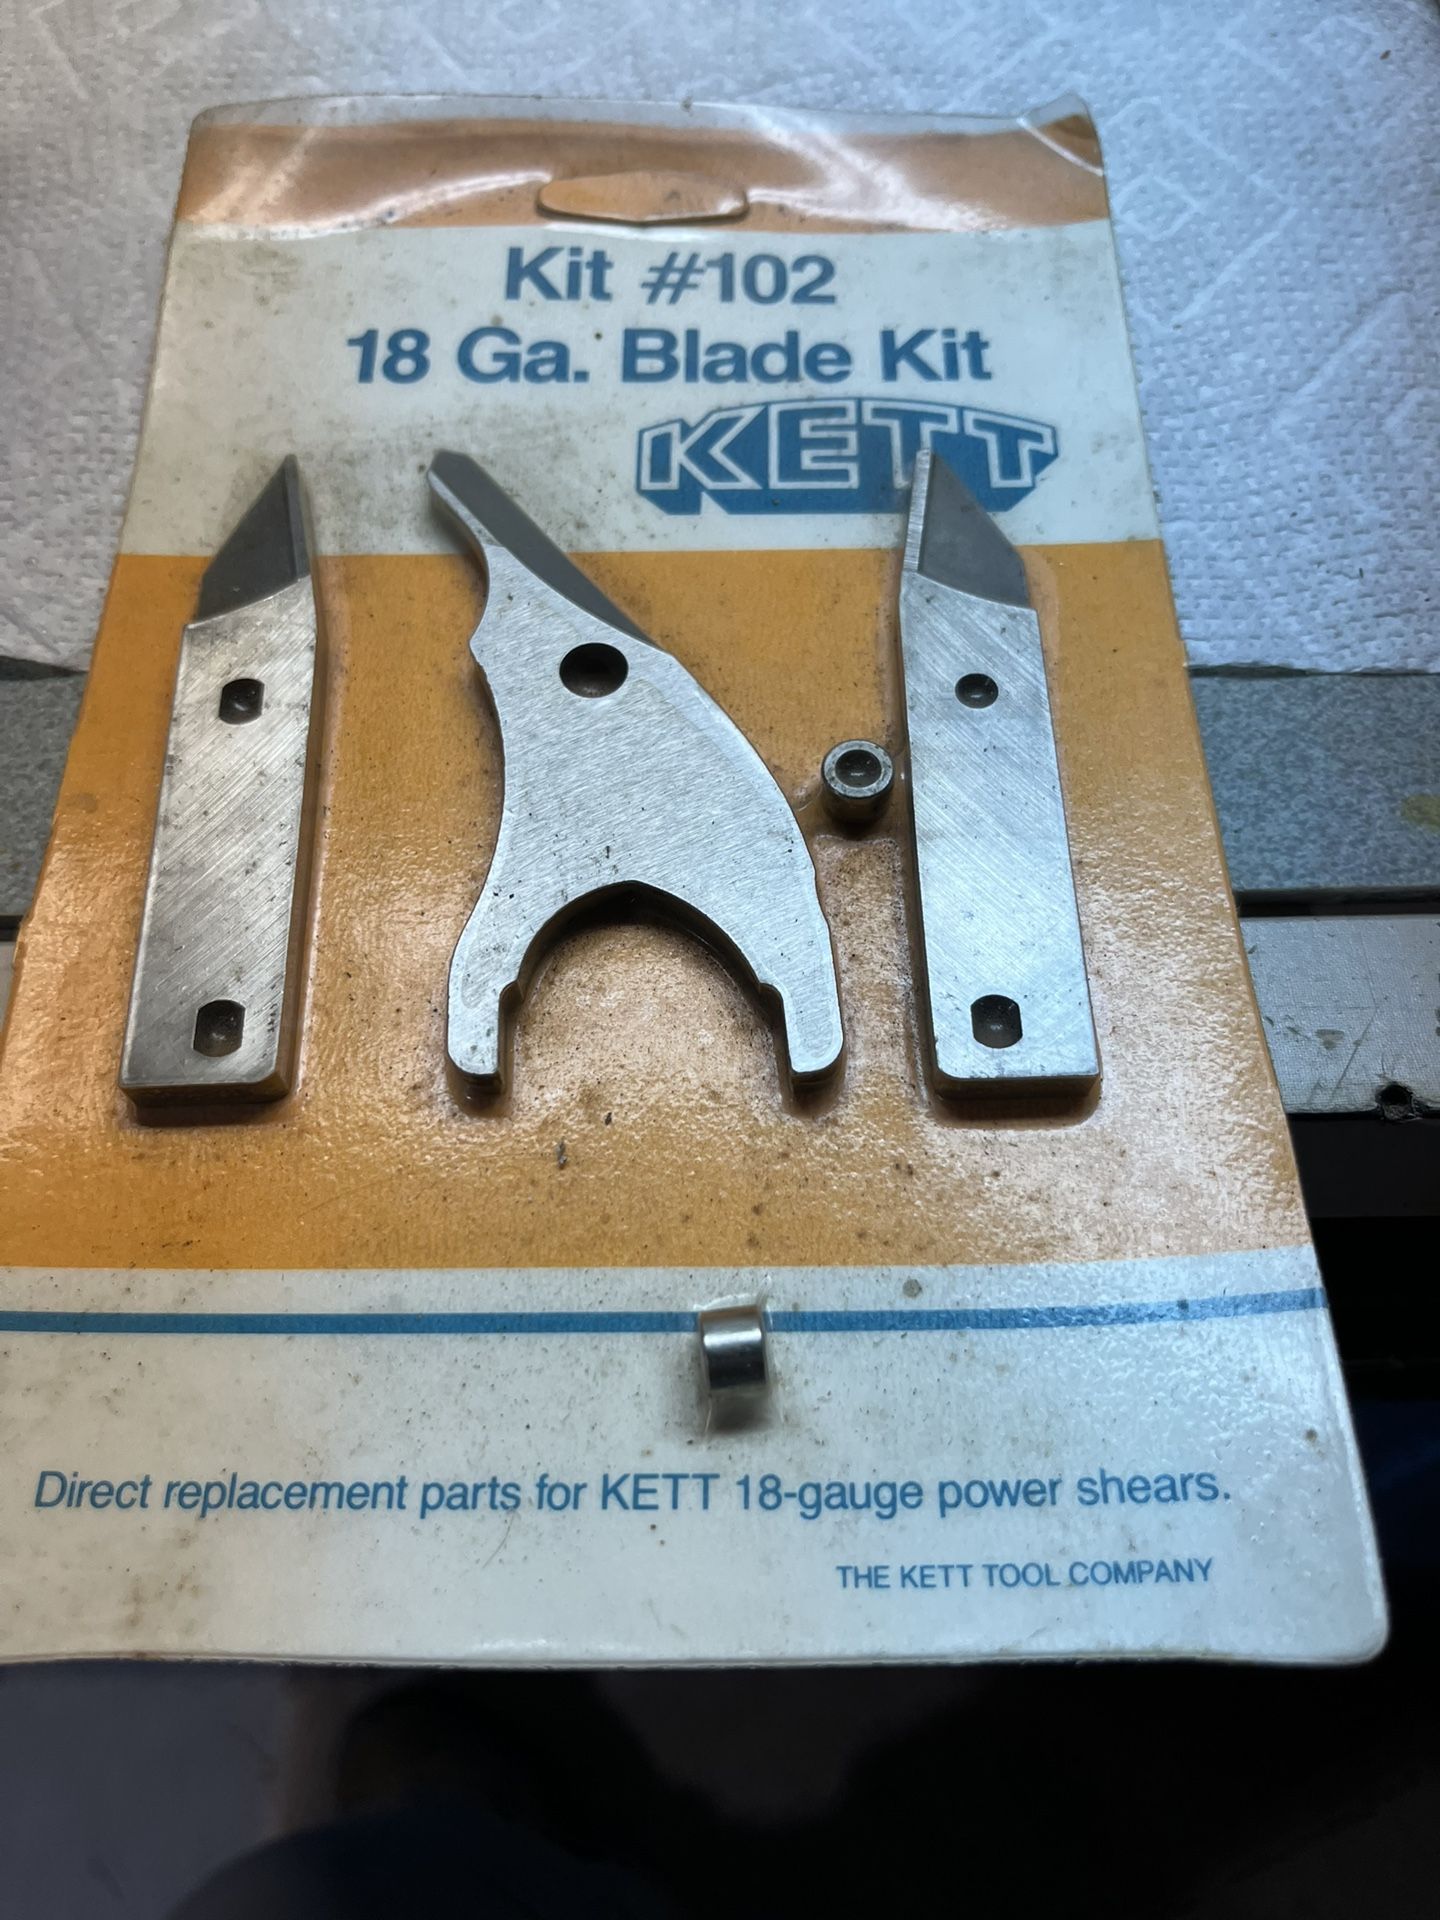 Kit #102
18 Ga. Blade Kit
KETT
Direct replacement parts for KETT 18-gauge power shears.
THE KETT TOOL COMPANY